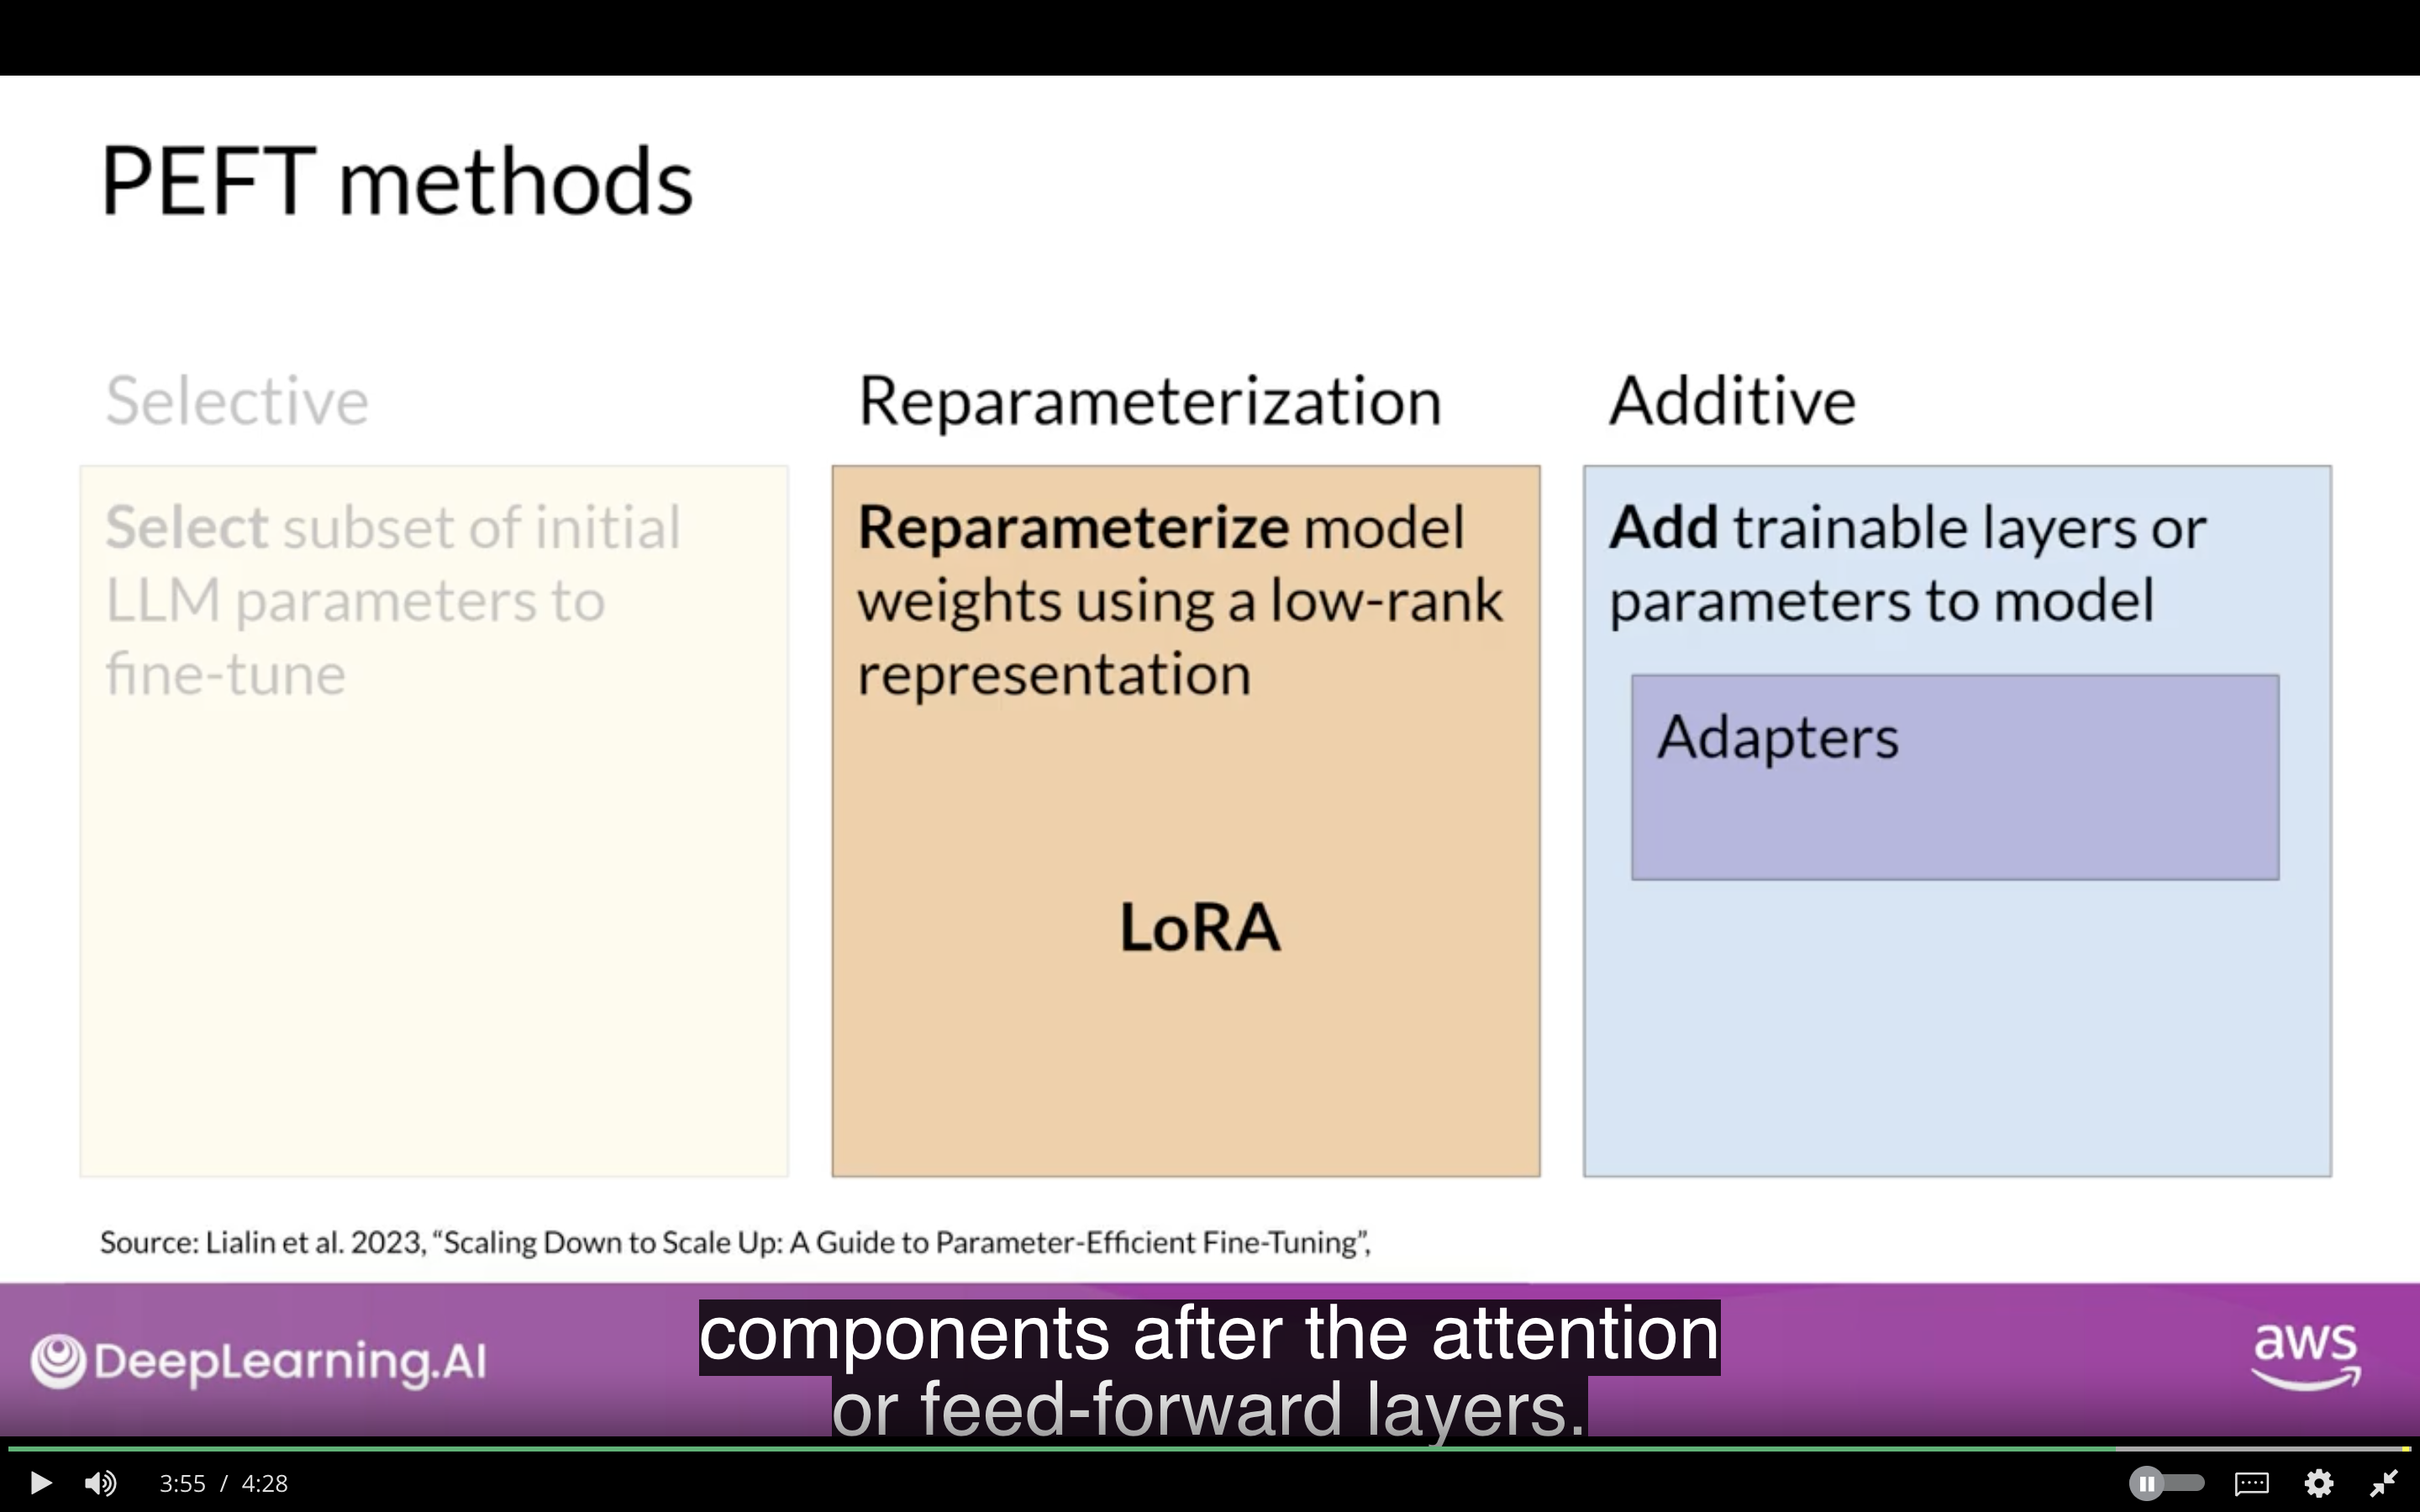 PEFT methods
Selective
Select subset of initial
LLM parameters to
fine-tune
Reparameterization
Reparameterize model
weights using a low-rank
representation
LoRA
Additive
Add trainable layers or
parameters to model
Adapters
Source: Lialin et al. 2023, “Scaling Down to Scale Up: A Guide to Parameter-Efficient Fine-Tuning”,
DeepLearning.AI
components after the attention
or feed-forward layers.
aws
3:55 / 4:28